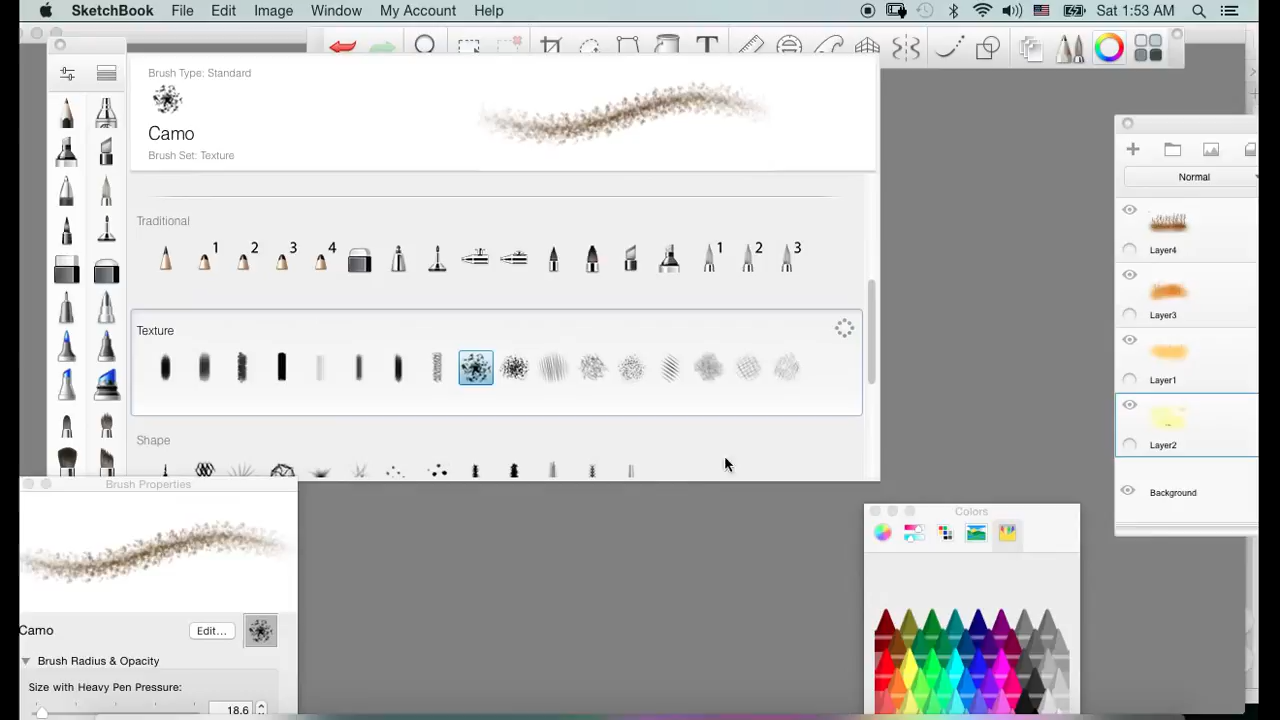 SketchBook File Edit Image Window My Account Help Sat 1:53 AM
Brush Type: Standard
Camo
Brush Set: Texture
Traditional
1 2 3 4 1 2 3
Texture
Shape
Brush Properties
Camo Edit...
Brush Radius & Opacity
Size with Heavy Pen Pressure:
18.6
Colors
Normal
Layer4
Layer3
Layer1
Layer2
Background